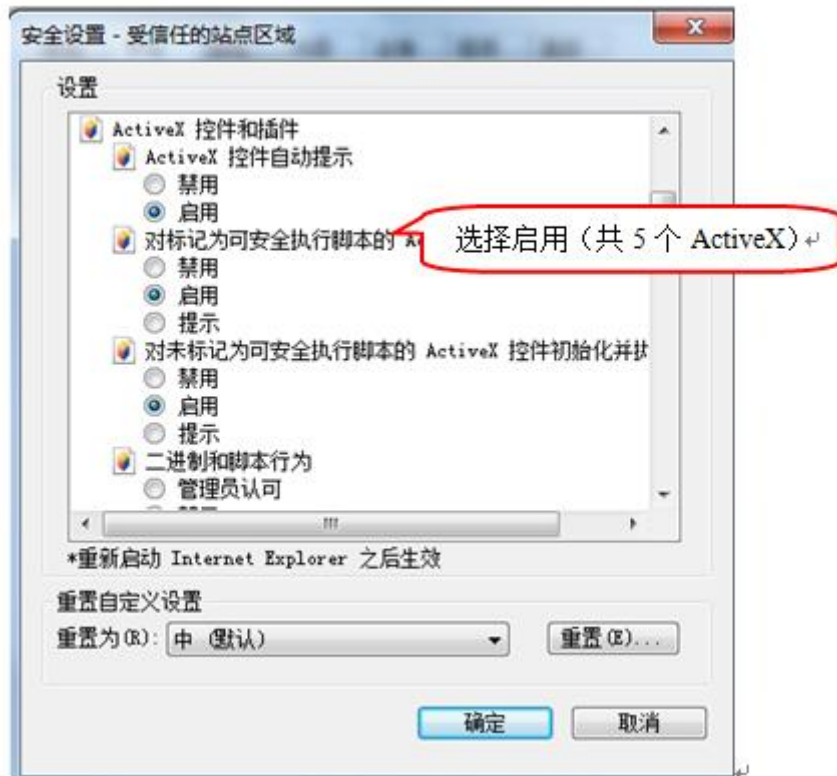 安全设置 - 受信任的站点区域
设置
ActiveX 控件和插件
ActiveX 控件自动提示
禁用
启用
对标记为可安全执行脚本的
选择启用（共 5 个 ActiveX）
禁用
启用
提示
对未标记为可安全执行脚本的 ActiveX 控件初始化并执
禁用
启用
提示
二进制和脚本行为
管理员认可
*重新启动 Internet Explorer 之后生效
重置自定义设置
重置为(R): 中 (默认) 重置(E)...
确定 取消